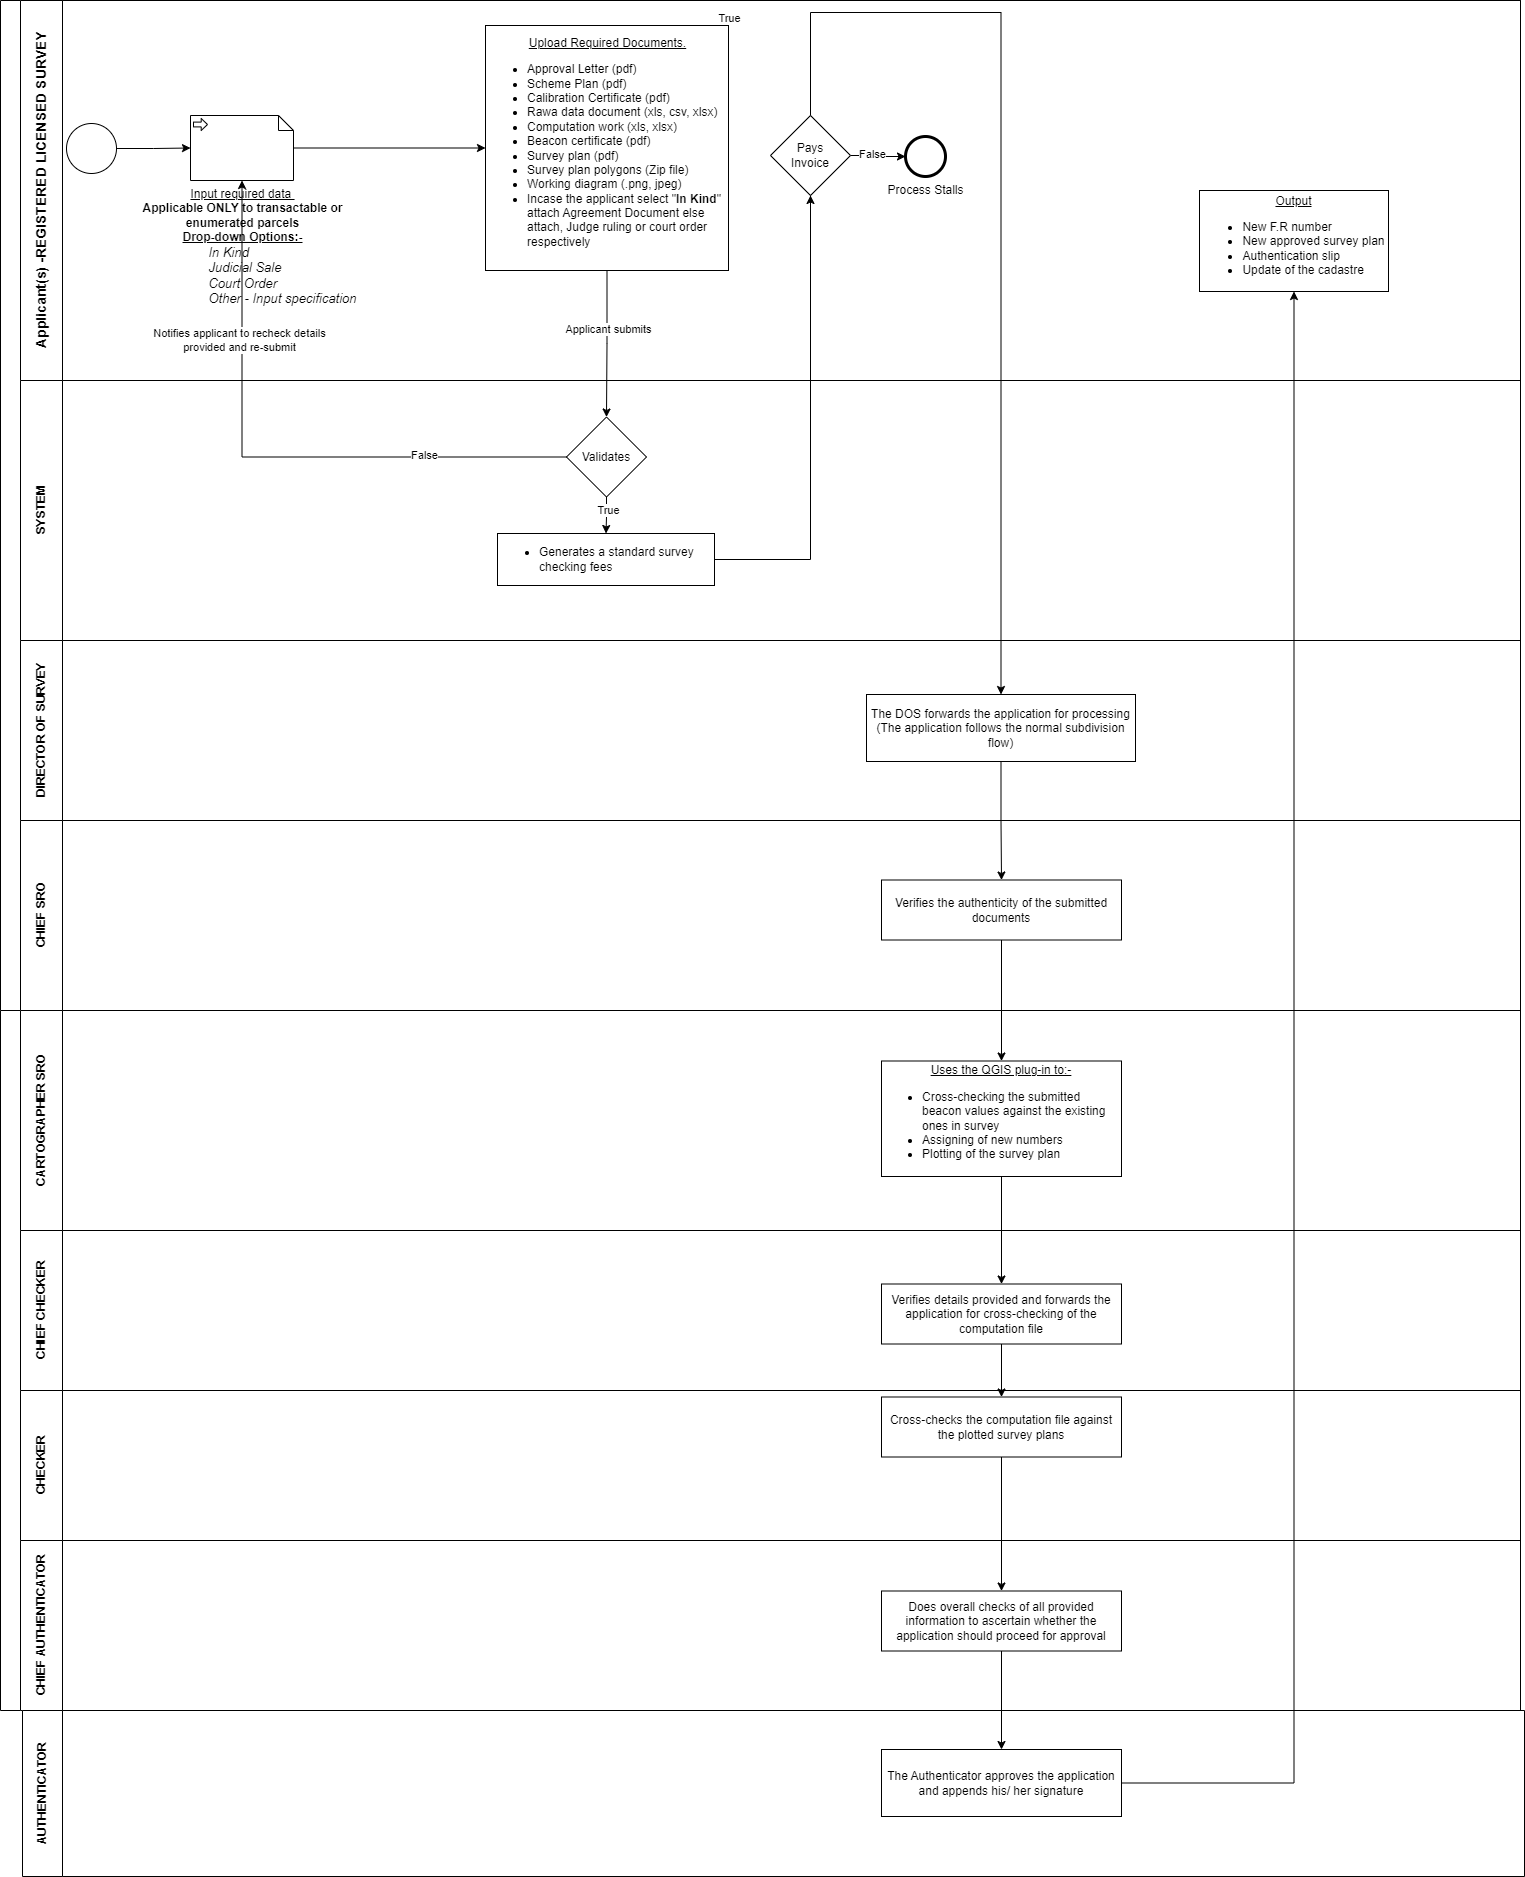 Applicant(s) -REGISTERED LICENSED SURVEY
Input required data
Applicable ONLY to transactable or
enumerated parcels
Drop-down Options:-
In Kind
Judicial Sale
Court Order
Other - Input specification
Notifies applicant to recheck details
provided and re-submit
True
Upload Required Documents.
Approval Letter (pdf)
Scheme Plan (pdf)
Calibration Certificate (pdf)
Rawa data document (xls, csv, xlsx)
Computation work (xls, xlsx)
Beacon certificate (pdf)
Survey plan (pdf)
Survey plan polygons (Zip file)
Working diagram (.png, jpeg)
Incase the applicant select "In Kind"
attach Agreement Document else
attach, Judge ruling or court order
respectively
Applicant submits
Pays
Invoice
False
Process Stalls
Output
New F.R number
New approved survey plan
Authentication slip
Update of the cadastre
SYSTEM
False
Validates
True
Generates a standard survey
checking fees
DIRECTOR OF SURVEY
The DOS forwards the application for processing
(The application follows the normal subdivision
flow)
CHIEF SRO
Verifies the authenticity of the submitted
documents
CARTOGRAPHER SRO
Uses the QGIS plug-in to:-
Cross-checking the submitted
beacon values against the existing
ones in survey
Assigning of new numbers
Plotting of the survey plan
CHIEF CHECKER
Verifies details provided and forwards the
application for cross-checking of the
computation file
CHECKER
Cross-checks the computation file against
the plotted survey plans
CHIEF AUTHENTICATOR
Does overall checks of all provided
information to ascertain whether the
application should proceed for approval
AUTHENTICATOR
The Authenticator approves the application
and appends his/ her signature